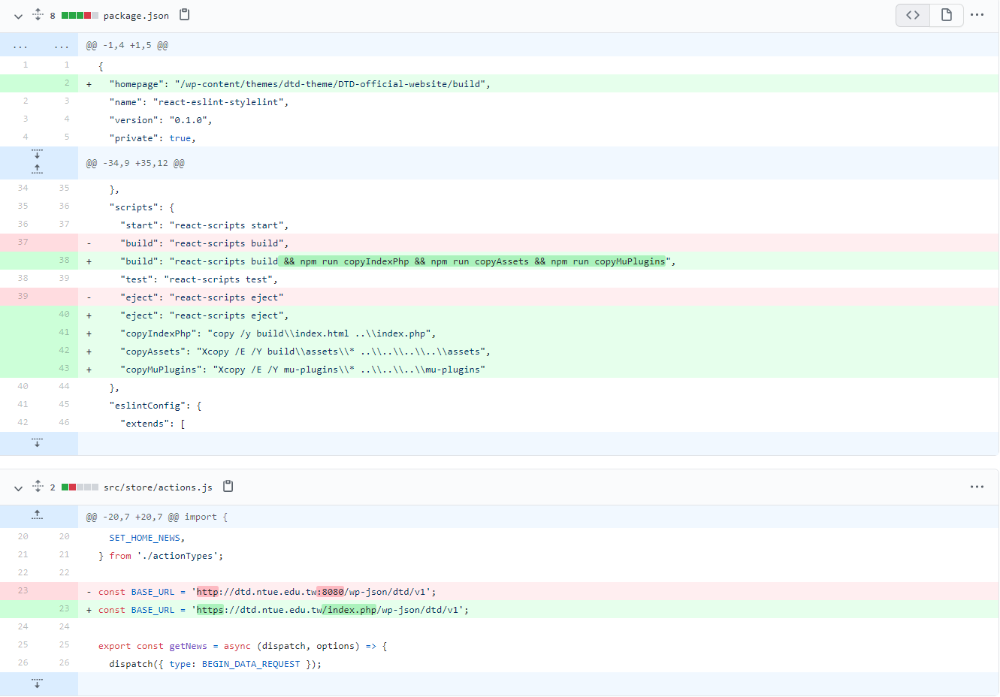 8 package.json
... ... @@ -1,4 +1,5 @@
1 1 {
2 + "homepage": "/wp-content/themes/dtd-theme/DTD-official-website/build",
2 3 "name": "react-eslint-stylelint",
3 4 "version": "0.1.0",
4 5 "private": true,
@@ -34,9 +35,12 @@
34 35 },
35 36 "scripts": {
36 37 "start": "react-scripts start",
37 - "build": "react-scripts build",
38 + "build": "react-scripts build && npm run copyIndexPhp && npm run copyAssets && npm run copyMuPlugins",
38 39 "test": "react-scripts test",
39 - "eject": "react-scripts eject"
40 + "eject": "react-scripts eject",
41 + "copyIndexPhp": "copy /y build\\index.html ..\\index.php",
42 + "copyAssets": "Xcopy /E /Y build\\assets\\* ..\\..\\..\\..\\assets",
43 + "copyMuPlugins": "Xcopy /E /Y mu-plugins\\* ..\\..\\..\\mu-plugins"
40 44 },
41 45 "eslintConfig": {
42 46 "extends": [
2 src/store/actions.js
@@ -20,7 +20,7 @@ import {
20 20 SET_HOME_NEWS,
21 21 } from './actionTypes';
22 22
23 - const BASE_URL = 'http://dtd.ntue.edu.tw:8080/wp-json/dtd/v1';
23 + const BASE_URL = 'https://dtd.ntue.edu.tw/index.php/wp-json/dtd/v1';
24 24
25 25 export const getNews = async (dispatch, options) => {
26 26 dispatch({ type: BEGIN_DATA_REQUEST });